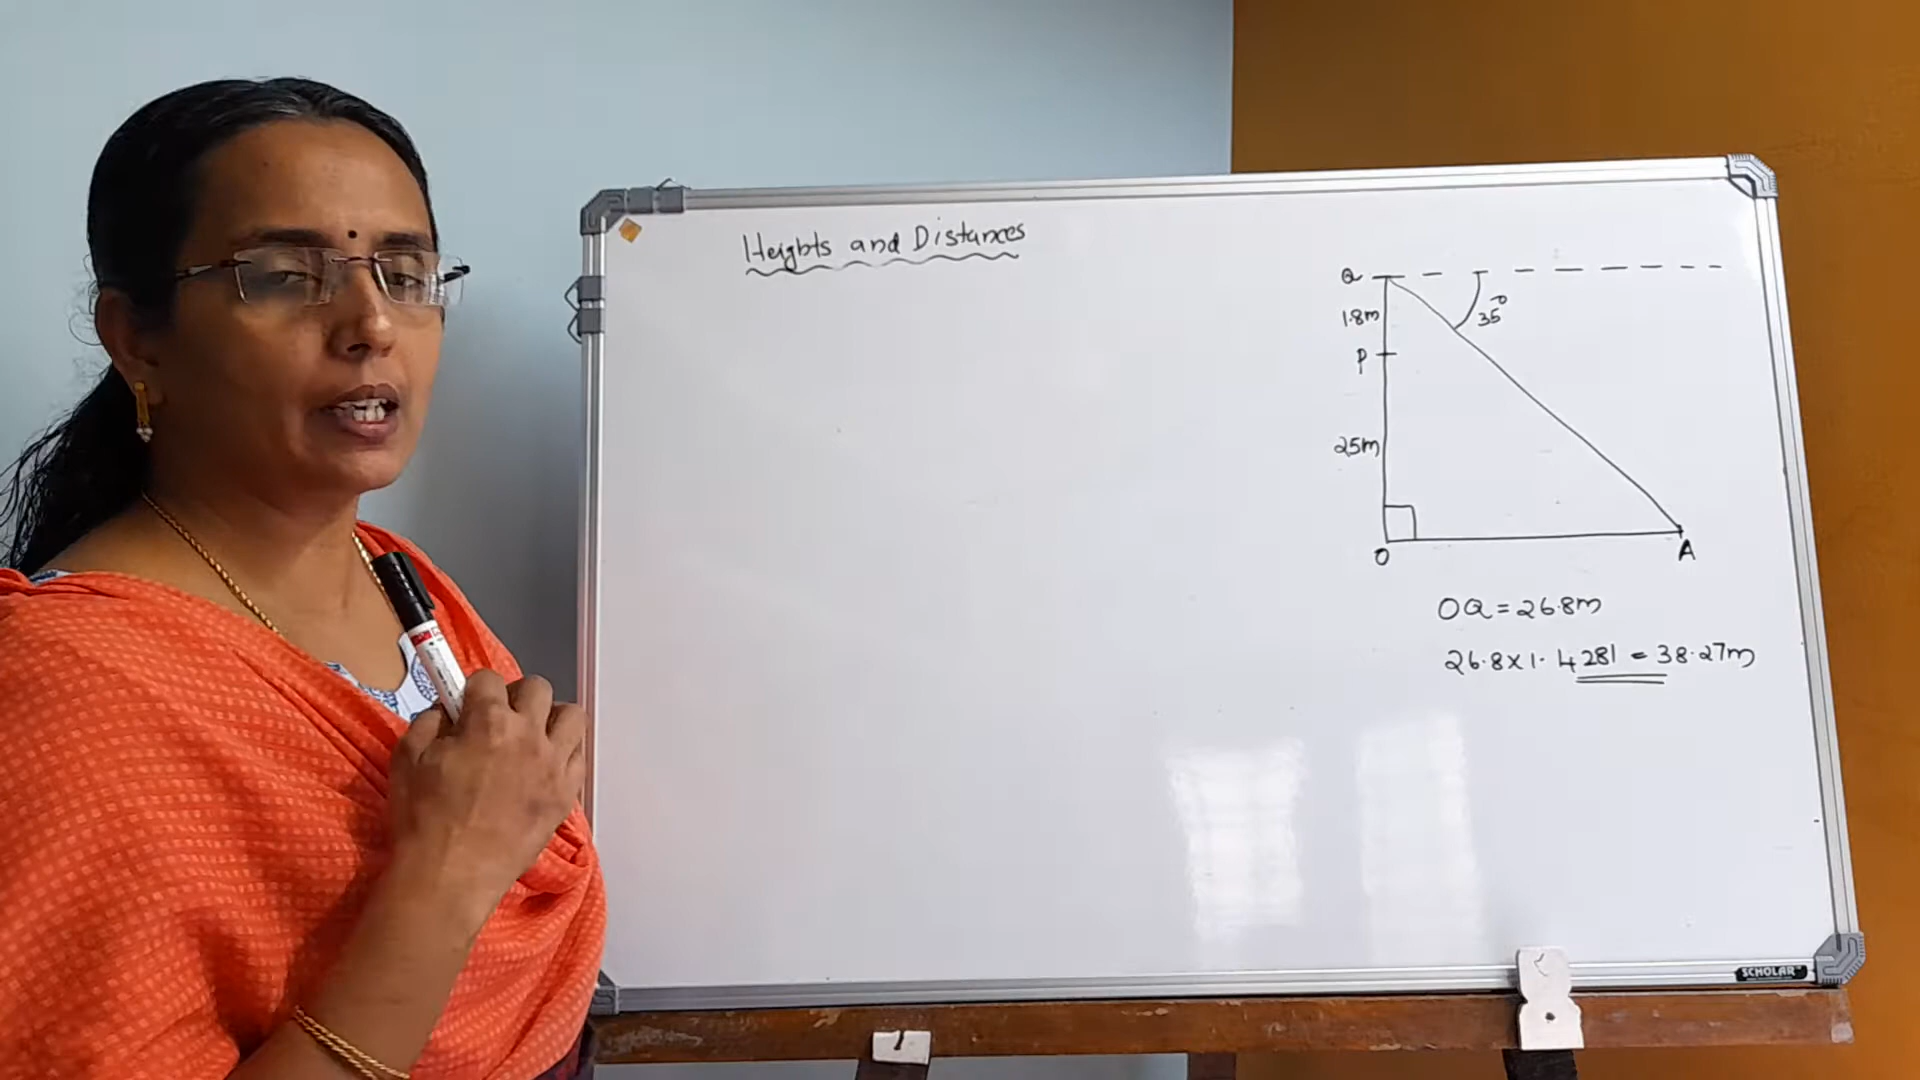 Heights and Distances
Q
35°
1.8m
P
25m
O
A
OQ = 26.8m
26.8 x 1.4281 = 38.27m
SCHOLAR